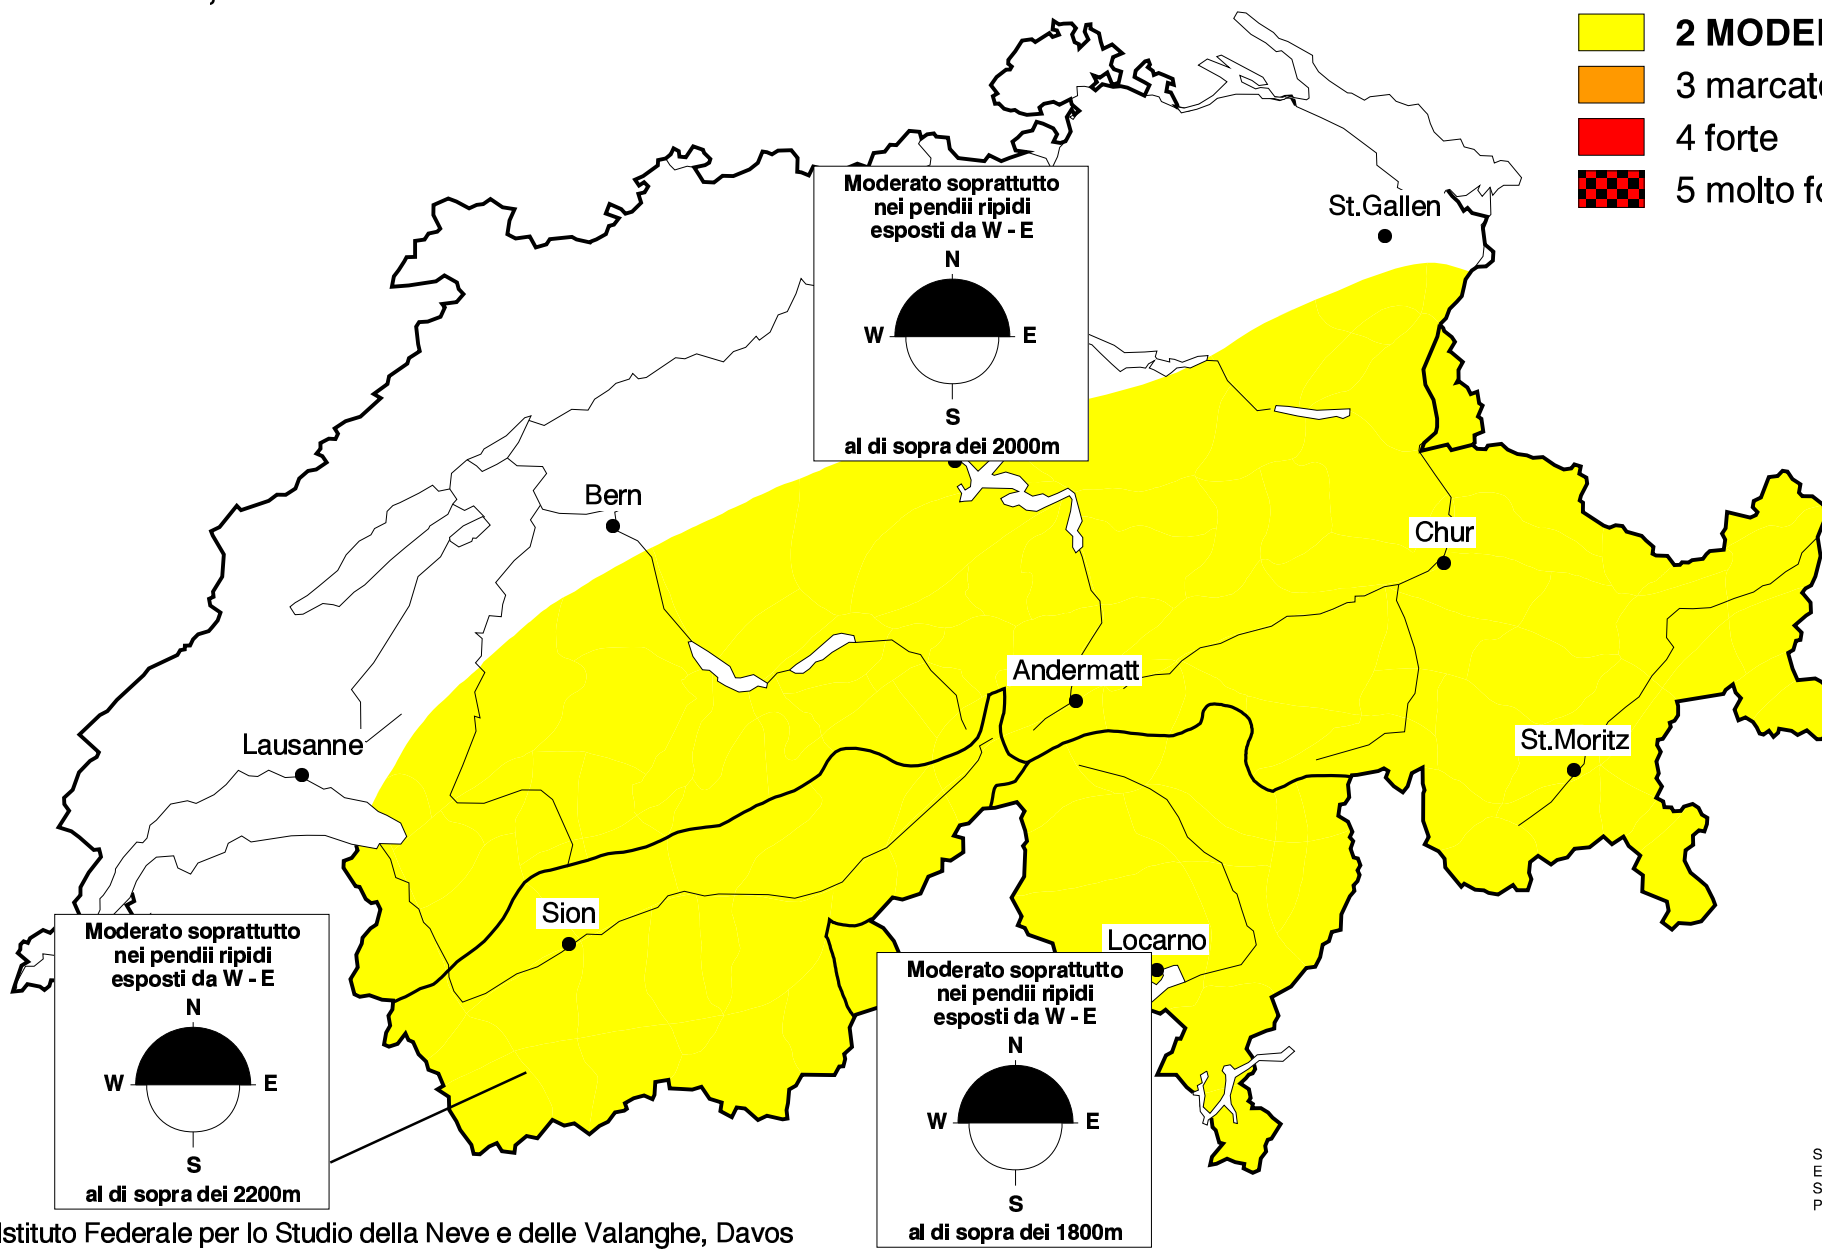 2 MODE
3 marcato
4 forte
5 molto fo
Moderato soprattutto
nei pendii ripidi
esposti da W - E
N
W
E
S
al di sopra dei 2000m
St.Gallen
Bern
Chur
Andermatt
Lausanne
St.Moritz
Sion
Locarno
Moderato soprattutto
nei pendii ripidi
esposti da W - E
N
W
E
S
al di sopra dei 2200m
Moderato soprattutto
nei pendii ripidi
esposti da W - E
N
W
E
S
al di sopra dei 1800m
Istituto Federale per lo Studio della Neve e delle Valanghe, Davos
S
E
S
P